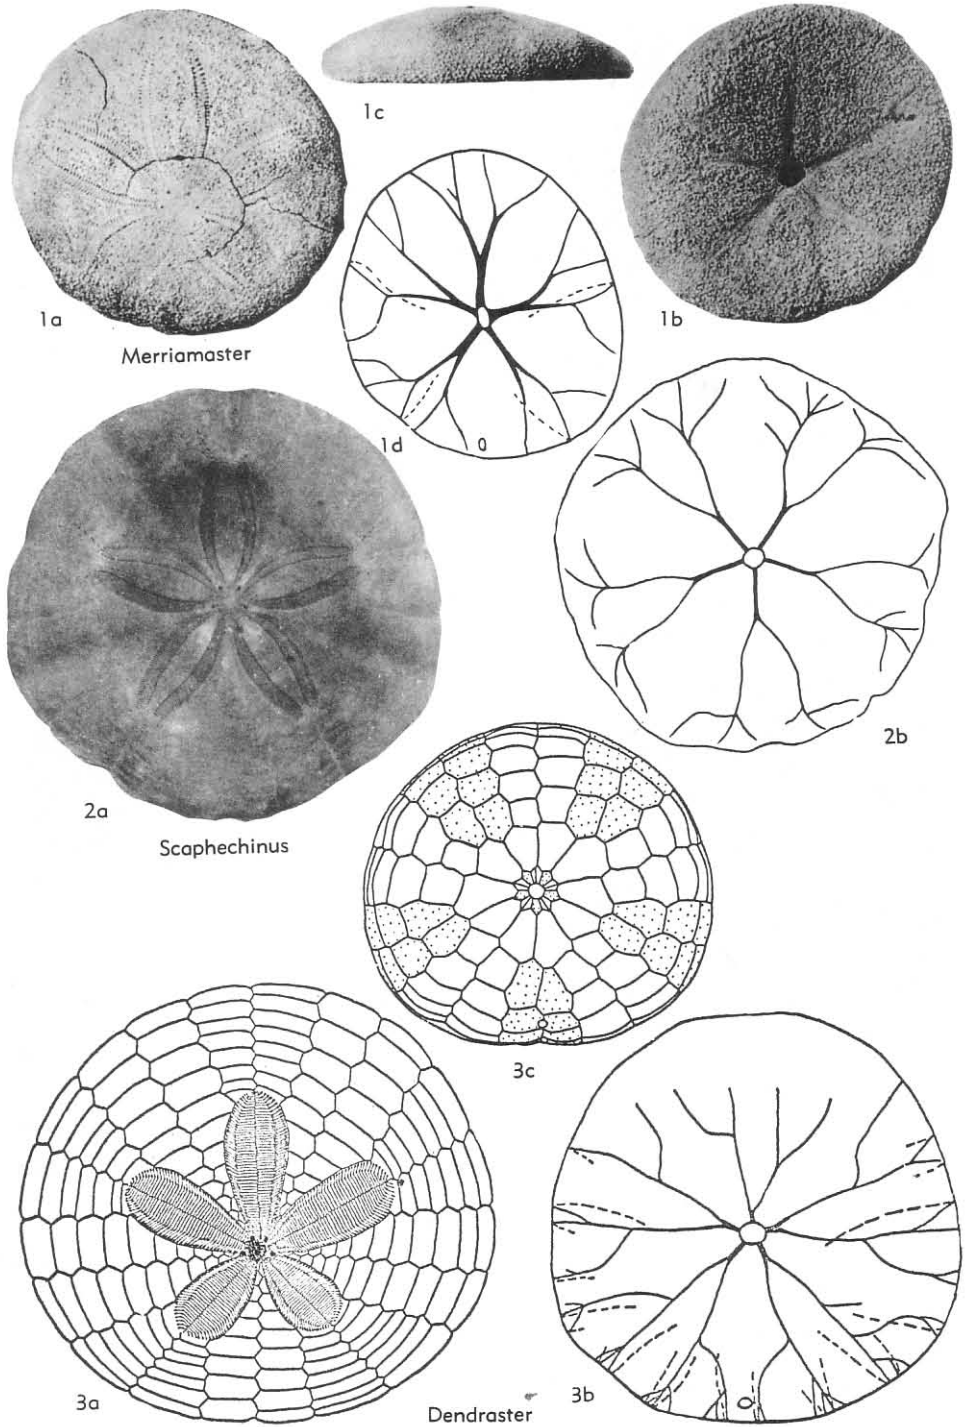 1c
1a
1b
Merriamaster
1d
2b
2a
Scaphechinus
3c
3a
3b
Dendraster